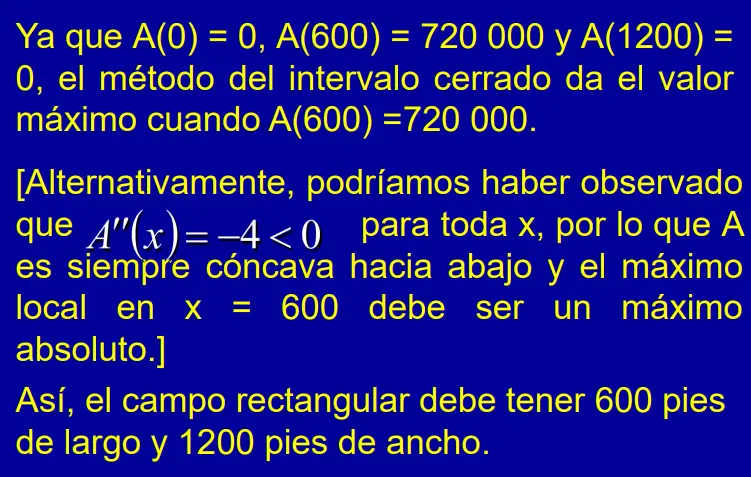 Ya que A(0) = 0, A(600) = 720 000 y A(1200) =
0, el método del intervalo cerrado da el valor
máximo cuando A(600) =720 000.
[Alternativamente, podríamos haber observado
que A''(x) = −4 < 0 para toda x, por lo que A
es siempre cóncava hacia abajo y el máximo
local en x = 600 debe ser un máximo
absoluto.]
Así, el campo rectangular debe tener 600 pies
de largo y 1200 pies de ancho.